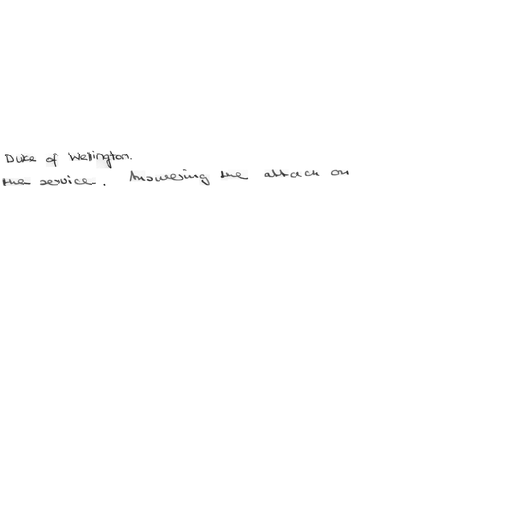 Duke of Wellington.
the service. Answering the attack on